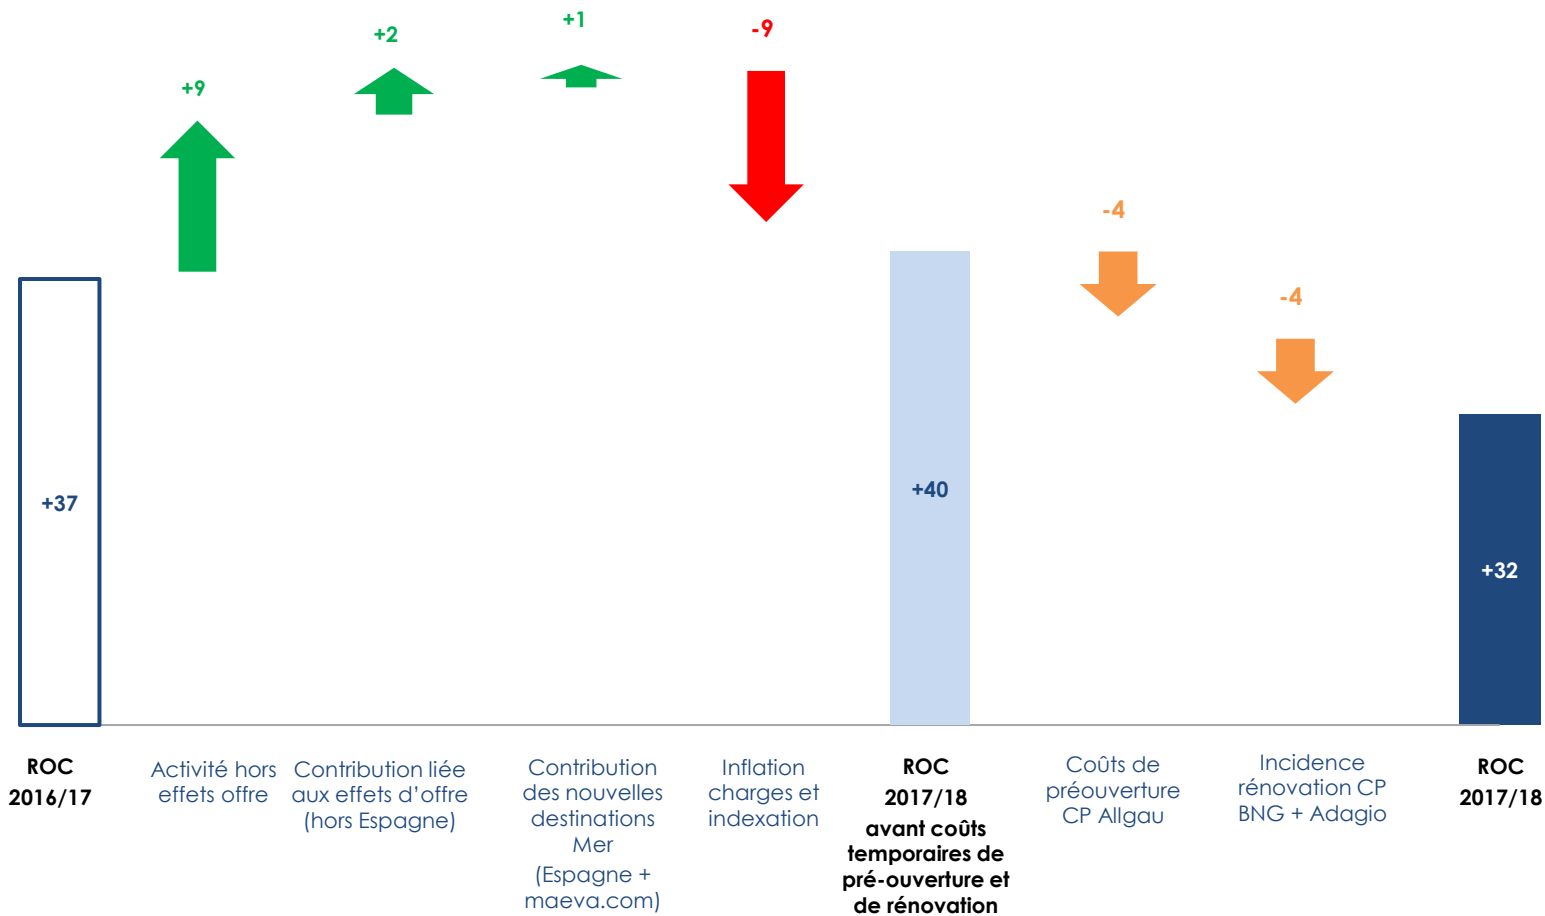 +9
+2
+1
-9
-4
-4
+37
+40
+32
ROC
2016/17
Activité hors
effets offre
Contribution liée
aux effets d’offre
(hors Espagne)
Contribution
des nouvelles
destinations
Mer
(Espagne +
maeva.com)
Inflation
charges et
indexation
ROC
2017/18
avant coûts
temporaires de
pré-ouverture et
de rénovation
Coûts de
préouverture
CP Allgau
Incidence
rénovation CP
BNG + Adagio
ROC
2017/18